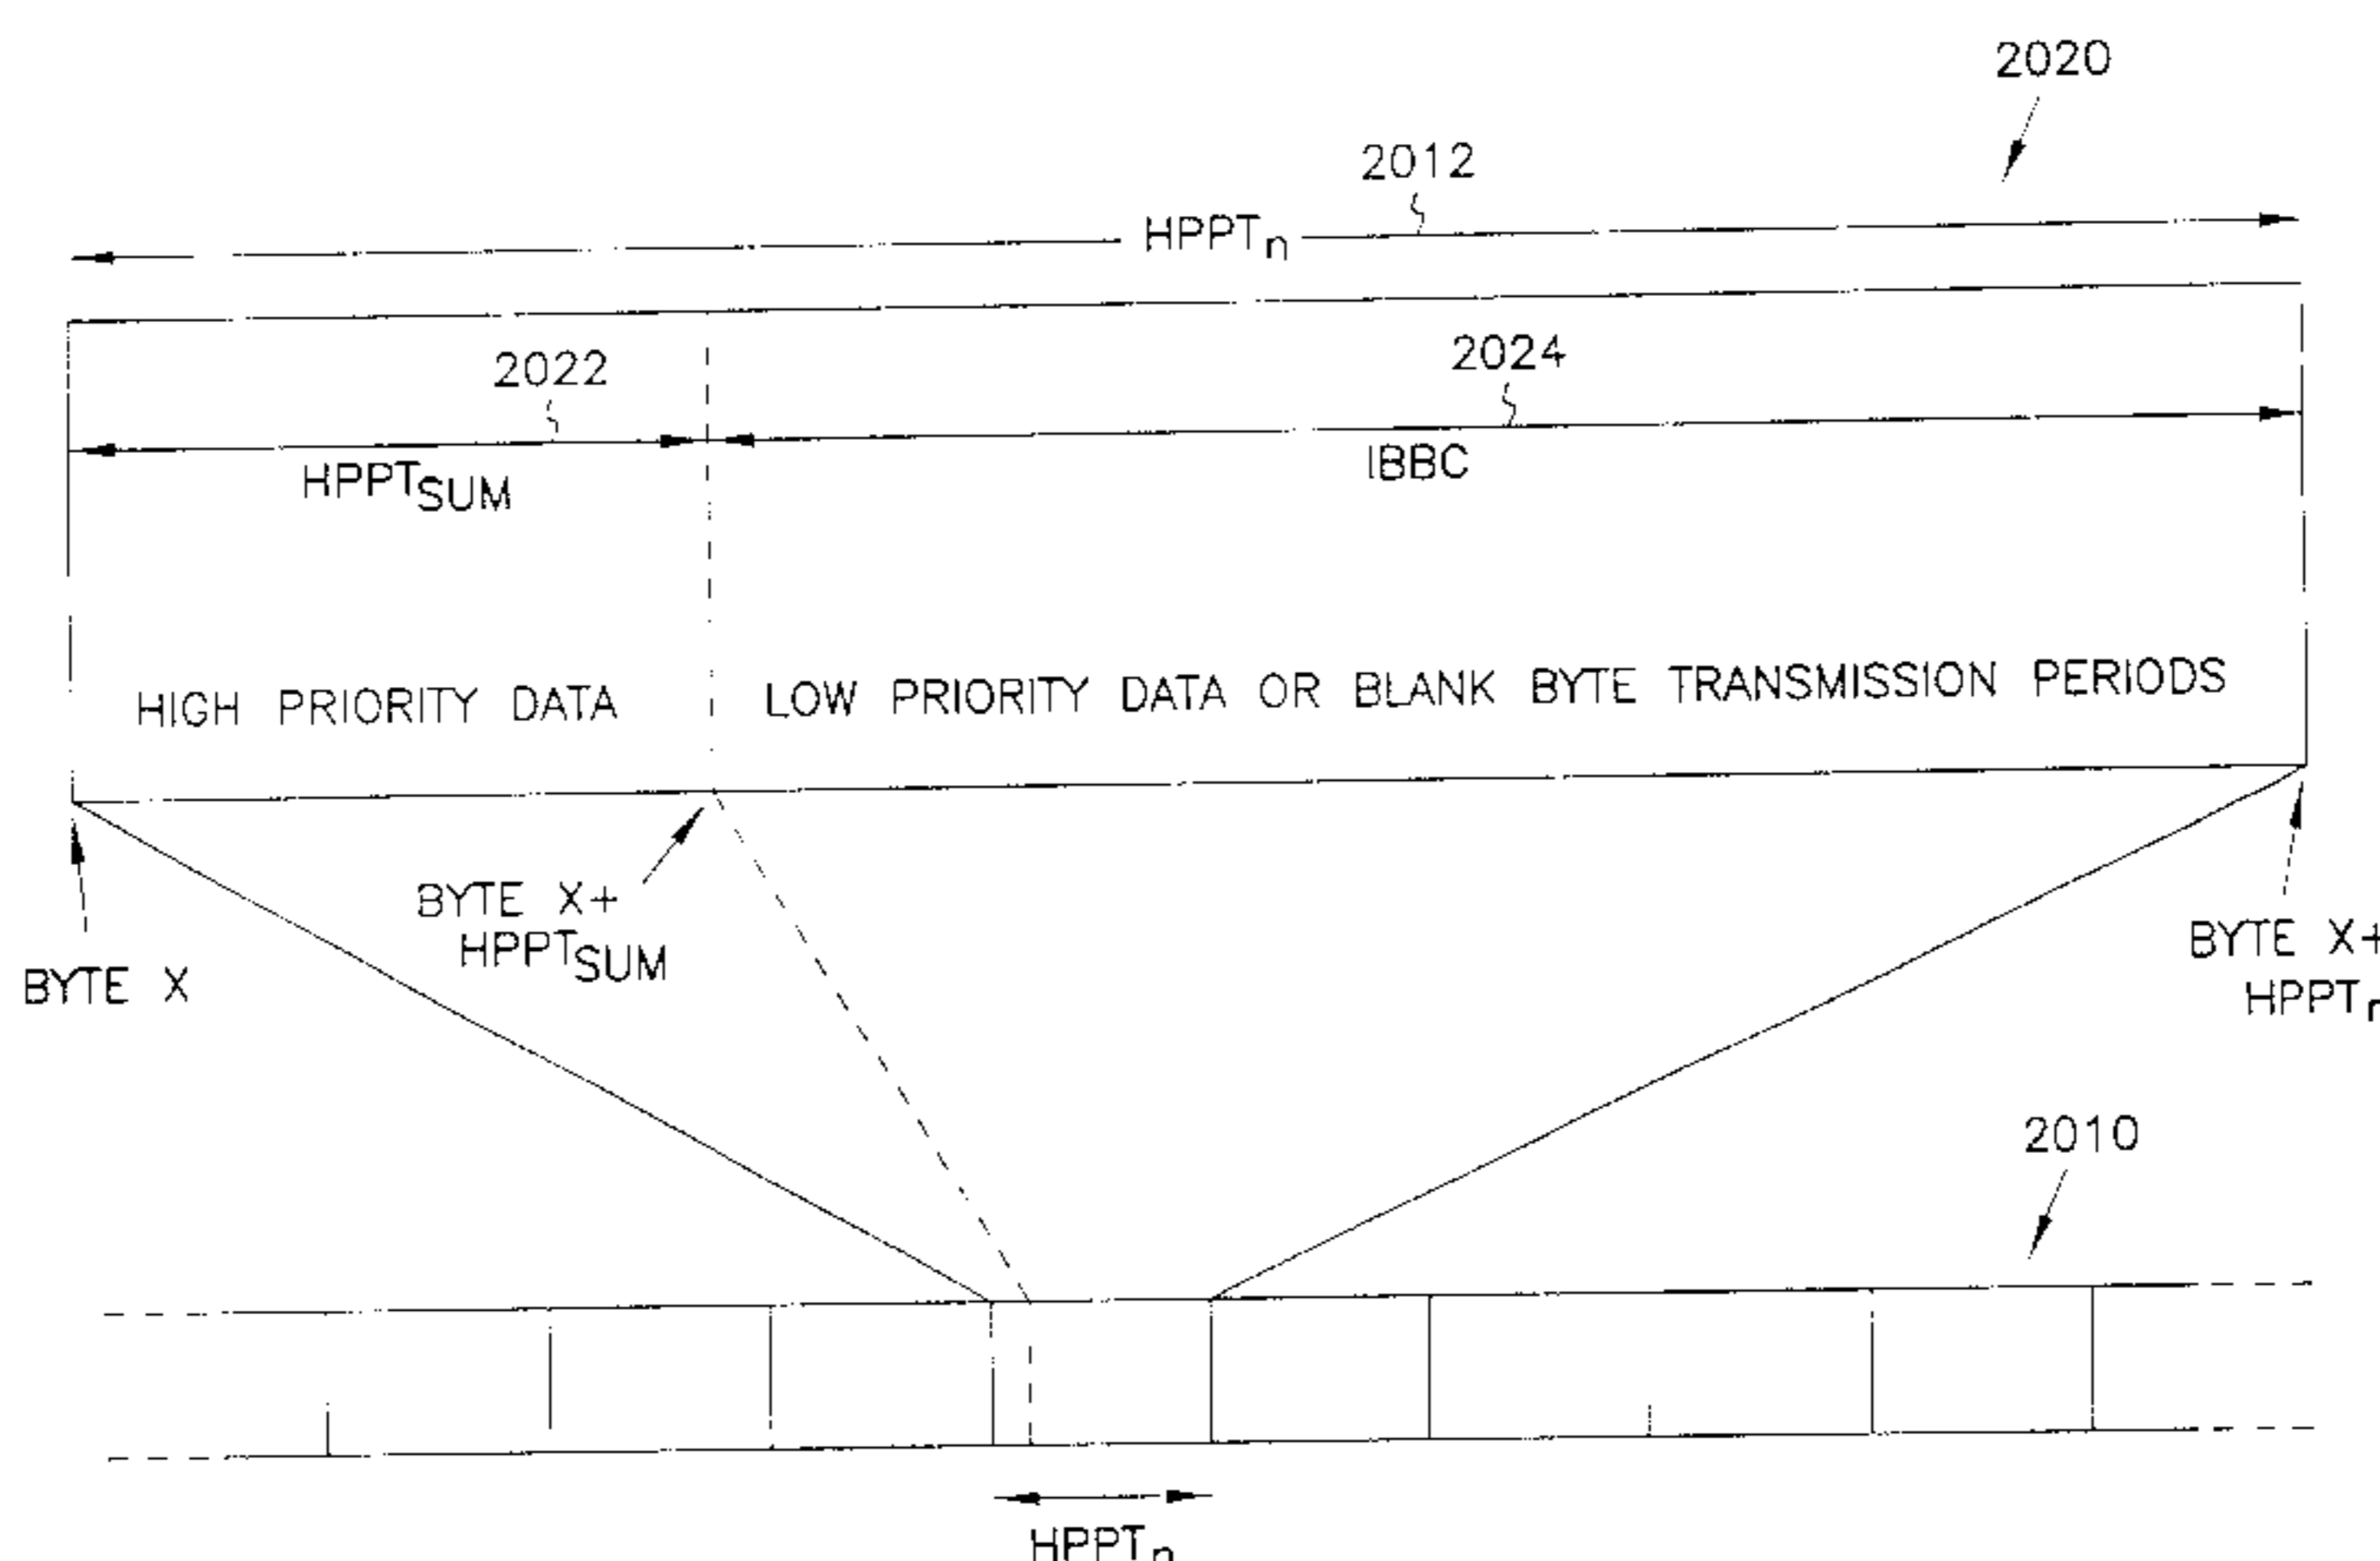 2020
2012
HPPTn
2022
2024
HPPTSUM
IBBC
HIGH PRIORITY DATA
LOW PRIORITY DATA OR BLANK BYTE TRANSMISSION PERIODS
BYTE X
BYTE X+
HPPTSUM
BYTE X+
HPPTn
2010
HPPTn